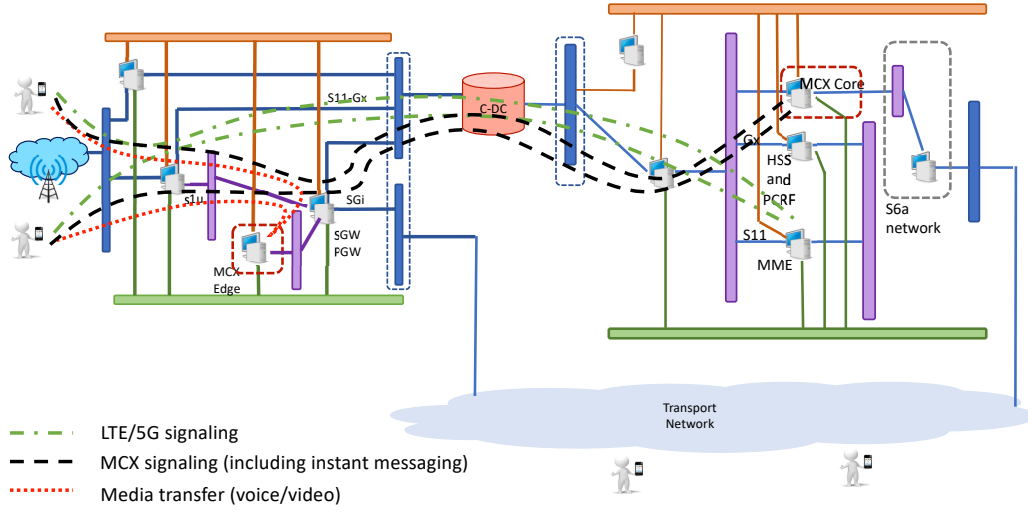 S11-Gx
C-DC
MCX Core
Gx
HSS
and
PCRF
S6a
network
s1u
SGi
SGW
PGW
S11
MME
MCX
Edge
Transport
Network
LTE/5G signaling
MCX signaling (including instant messaging)
Media transfer (voice/video)